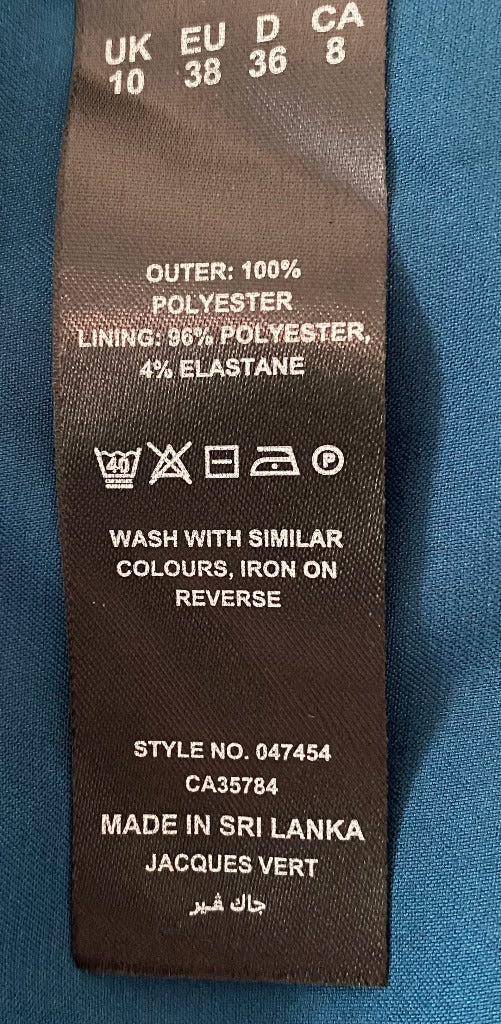 UK EU D CA
10 38 36 8
OUTER: 100%
POLYESTER
LINING: 96% POLYESTER,
4% ELASTANE
40 P
WASH WITH SIMILAR
COLOURS, IRON ON
REVERSE
STYLE NO. 047454
CA35784
MADE IN SRI LANKA
JACQUES VERT
جاك ڤير